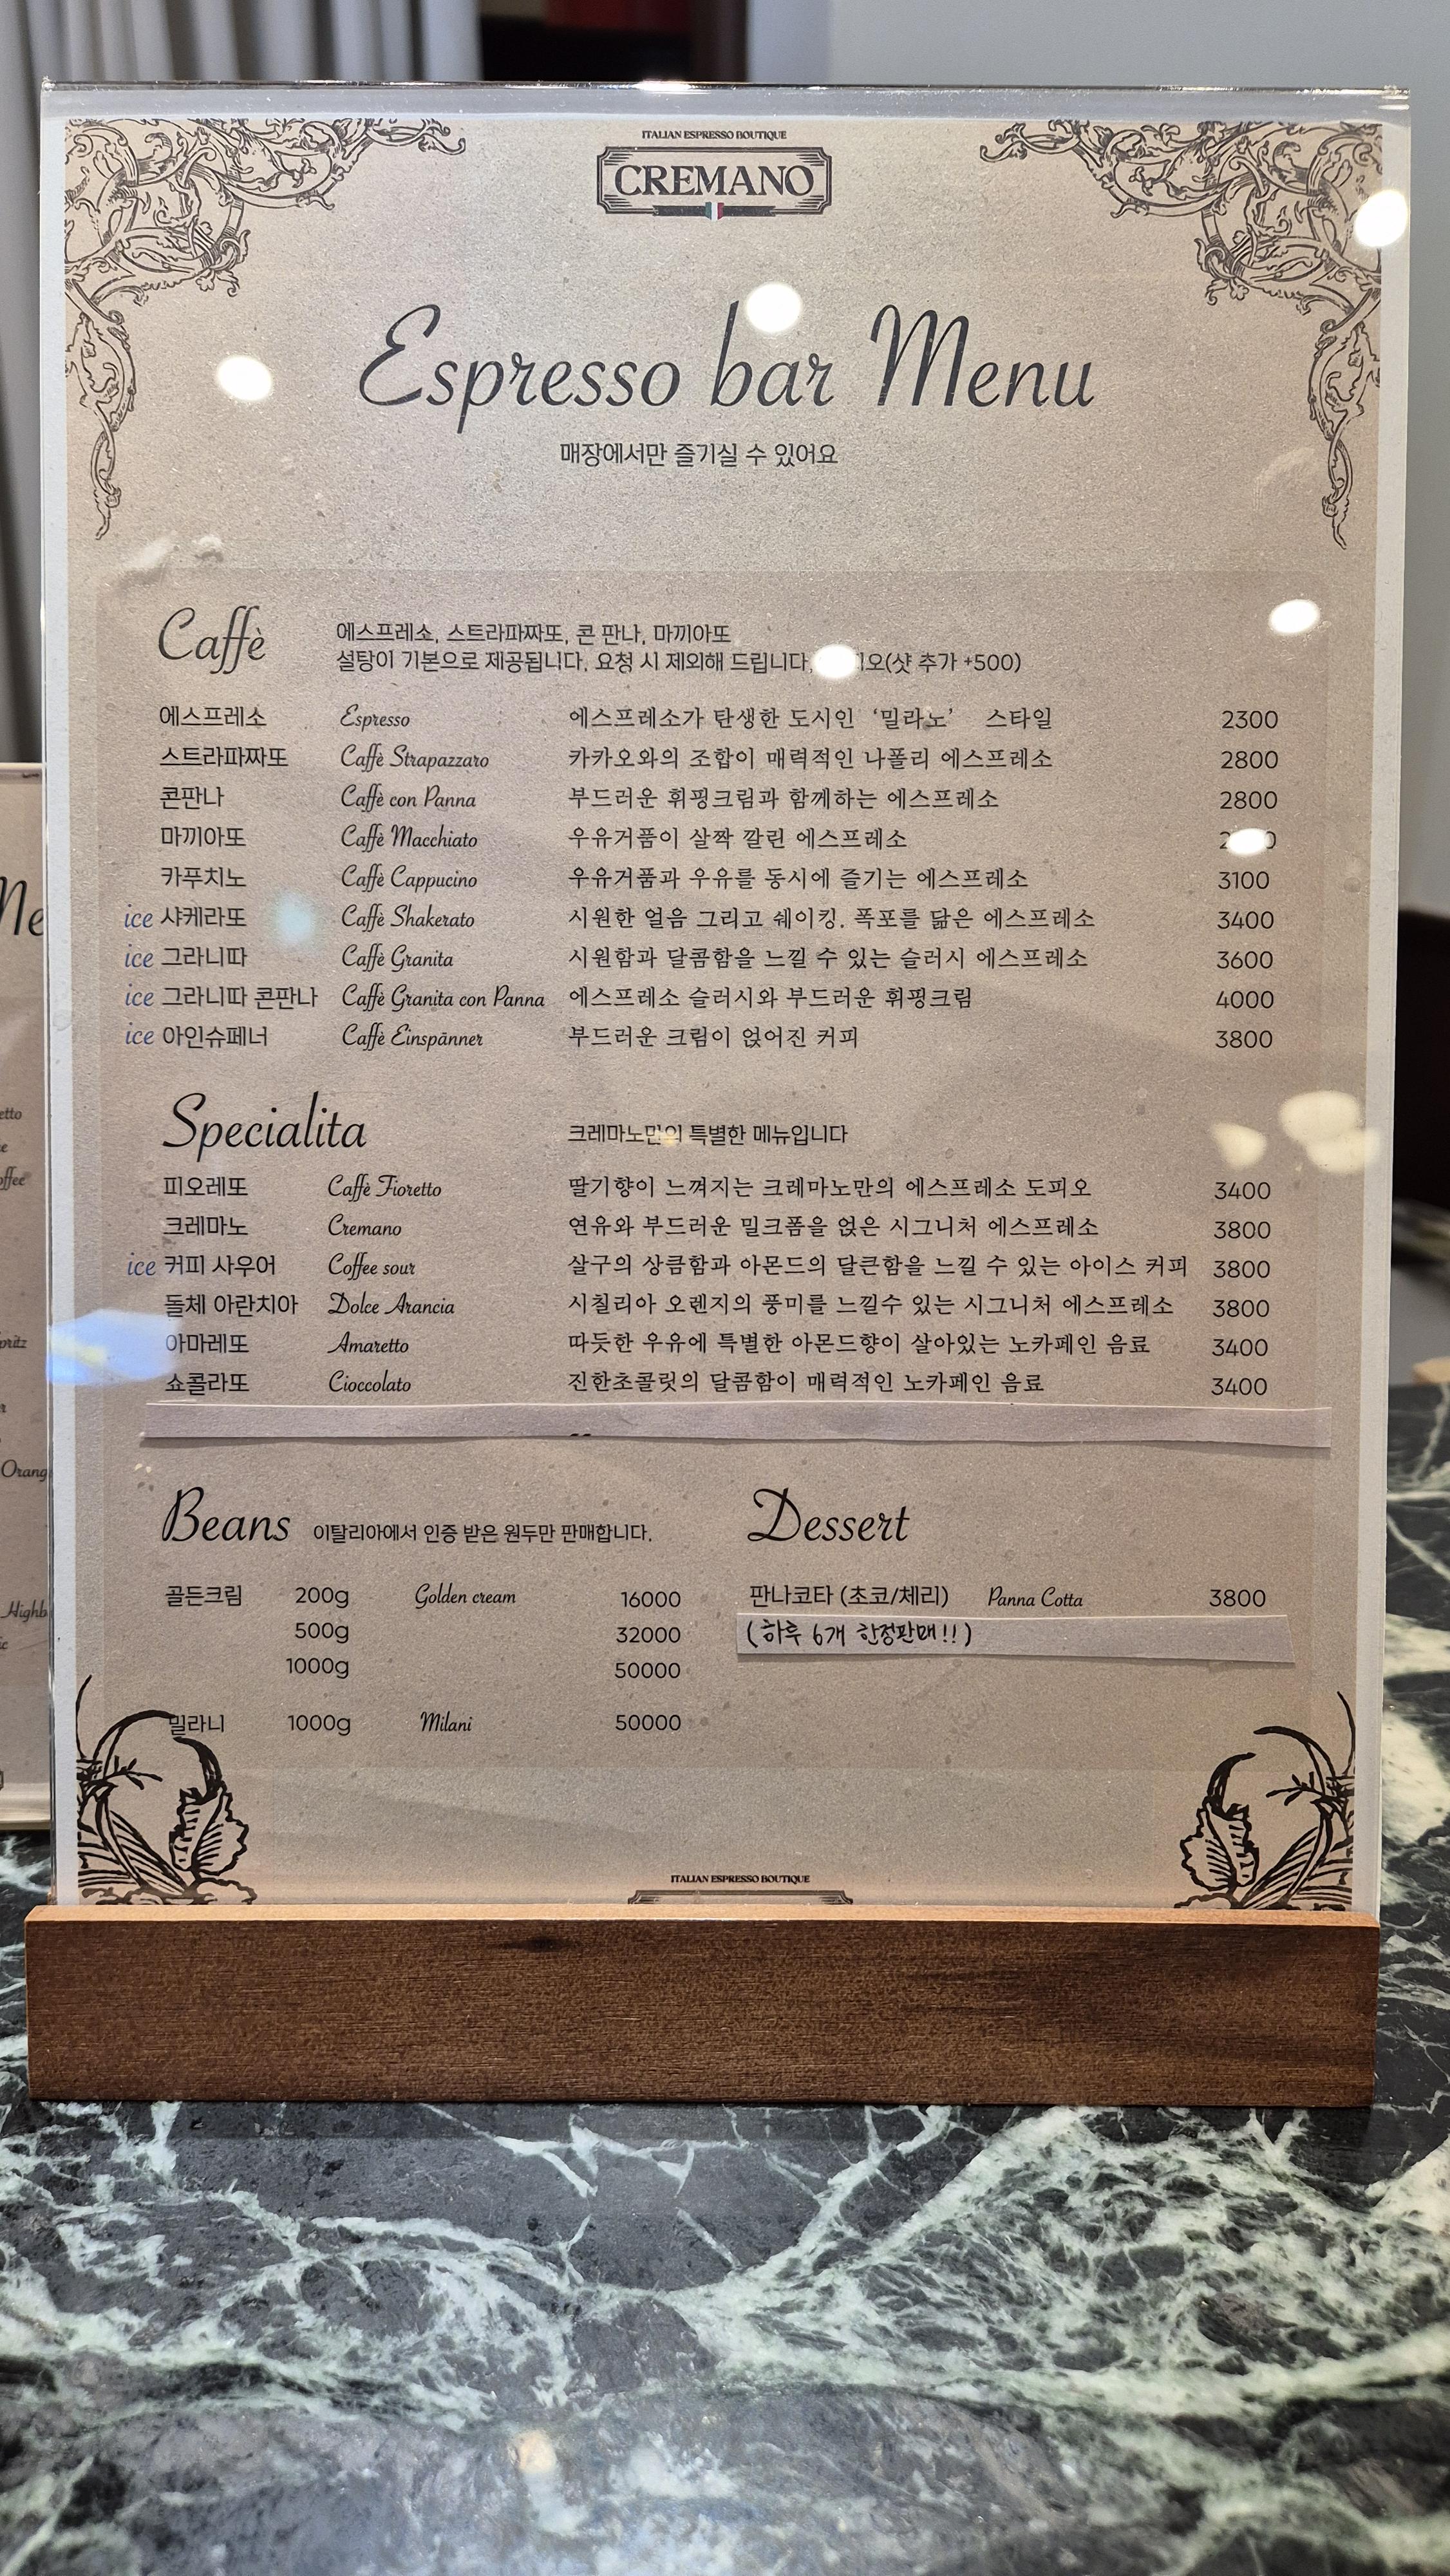 ITALIAN ESPRESSO BOUTIQUE
CREMANO
Espresso bar Menu
매장에서만 즐기실 수 있어요
Caffè
에스프레소, 스트라파짜또, 콘 판나, 마끼아또
설탕이 기본으로 제공됩니다. 요청 시 제외해 드립니다. 추가 +500)
에스프레소 Espresso 에스프레소가 탄생한 도시인 ‘밀라노’ 스타일 2300
스트라파짜또 Caffè Strapazzaro 카카오와의 조합이 매력적인 나폴리 에스프레소 2800
콘판나 Caffè con Panna 부드러운 휘핑크림과 함께하는 에스프레소 2800
마끼아또 Caffè Macchiato 우유거품이 살짝 깔린 에스프레소
카푸치노 Caffè Cappucino 우유거품과 우유를 동시에 즐기는 에스프레소 3100
ice 샤케라또 Caffè Shakerato 시원한 얼음 그리고 쉐이킹. 폭포를 닮은 에스프레소 3400
ice 그라니따 Caffè Granita 시원함과 달콤함을 느낄 수 있는 슬러시 에스프레소 3600
ice 그라니따 콘판나 Caffè Granita con Panna 에스프레소 슬러시와 부드러운 휘핑크림 4000
ice 아인슈페너 Caffè Einspänner 부드러운 크림이 얹어진 커피 3800
Specialita 크레마노만의 특별한 메뉴입니다
피오레또 Caffè Fioretto 딸기향이 느껴지는 크레마노만의 에스프레소 도피오 3400
크레마노 Cremano 연유와 부드러운 밀크폼을 얹은 시그니처 에스프레소 3800
ice 커피 사우어 Coffee sour 살구의 상큼함과 아몬드의 달큰함을 느낄 수 있는 아이스 커피 3800
돌체 아란치아 Dolce Arancia 시칠리아 오렌지의 풍미를 느낄수 있는 시그니처 에스프레소 3800
아마레또 Amaretto 따듯한 우유에 특별한 아몬드향이 살아있는 노카페인 음료 3400
쇼콜라또 Cioccolato 진한초콜릿의 달콤함이 매력적인 노카페인 음료 3400
Beans 이탈리아에서 인증 받은 원두만 판매합니다.
골든크림 200g Golden cream 16000
500g 32000
1000g 50000
밀라니 1000g Milani 50000
Dessert
판나코타 (초코/체리) Panna Cotta 3800
(하루 6개 한정판매!!)
ITALIAN ESPRESSO BOUTIQUE